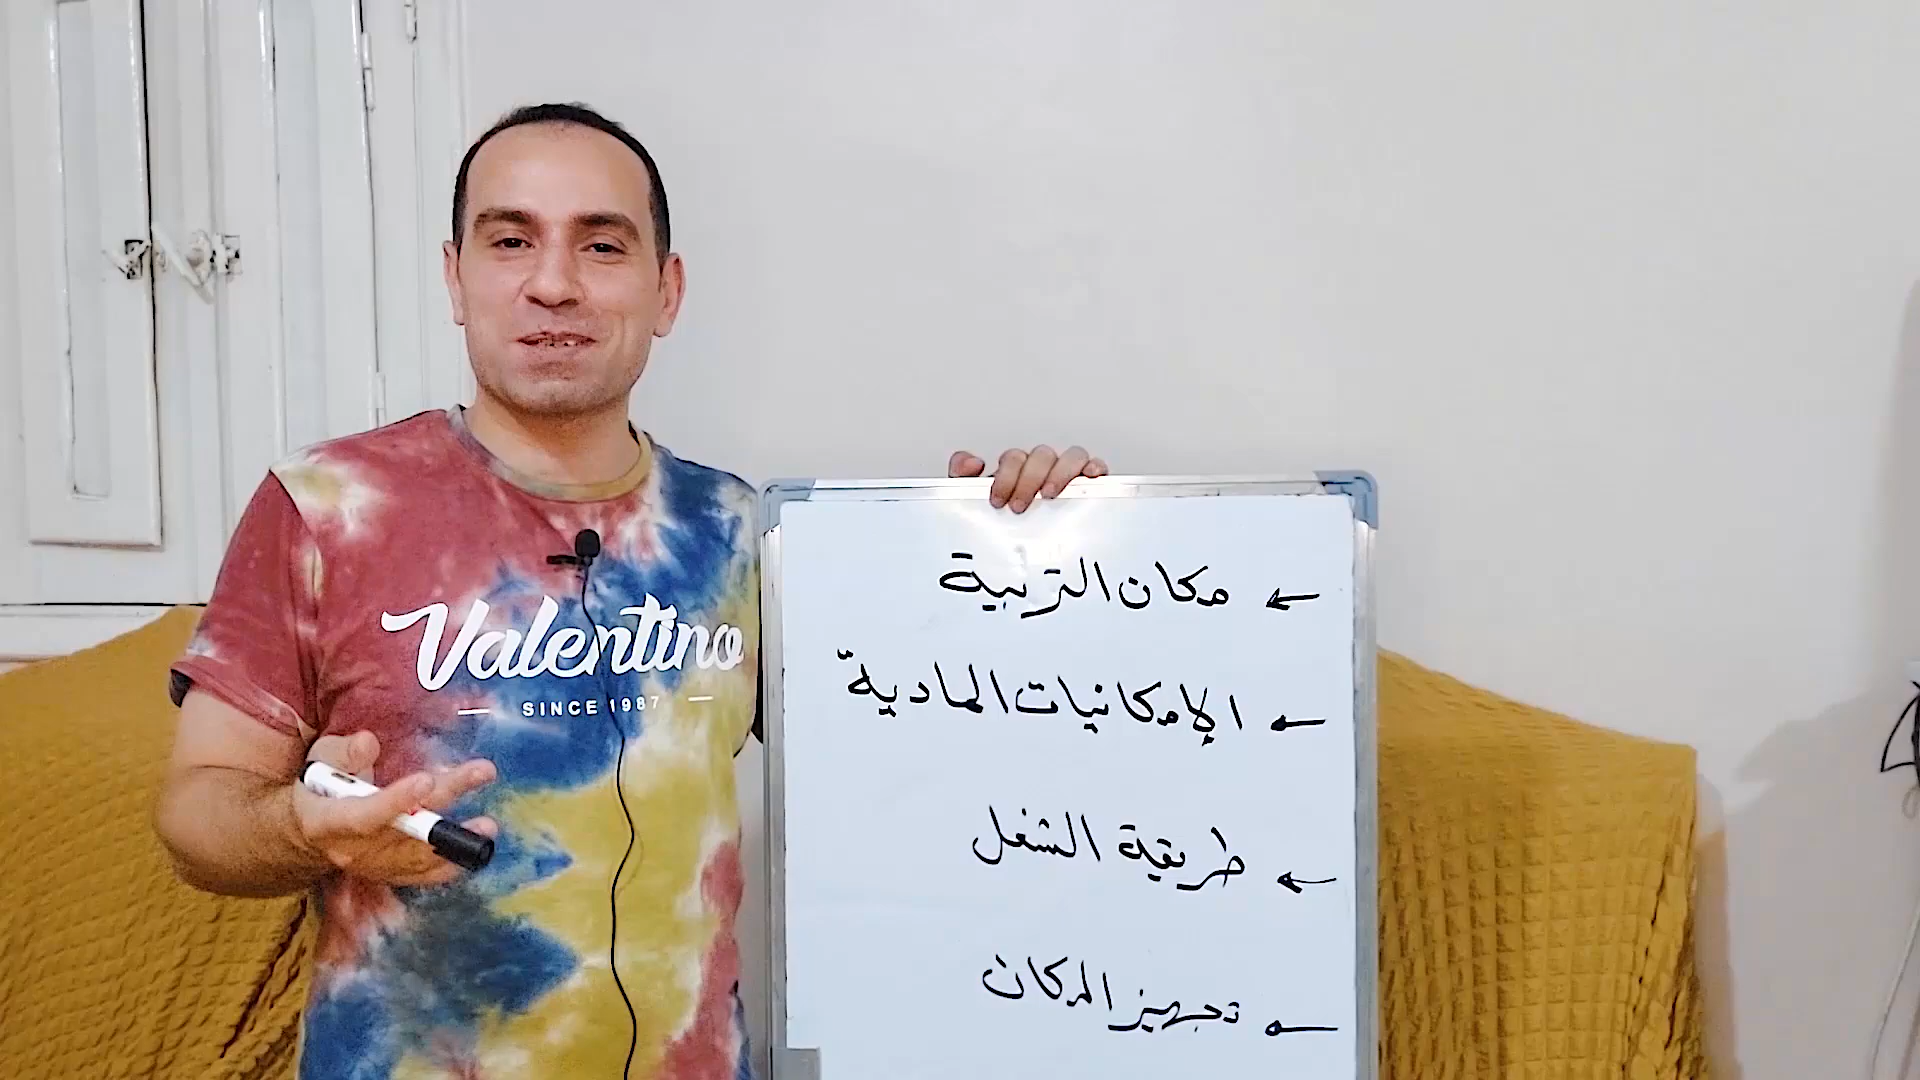 Valentino
SINCE 1987
← مكان التربية
← الإمكانيات المادية
← طريقة الشغل
← تجهيز المكان